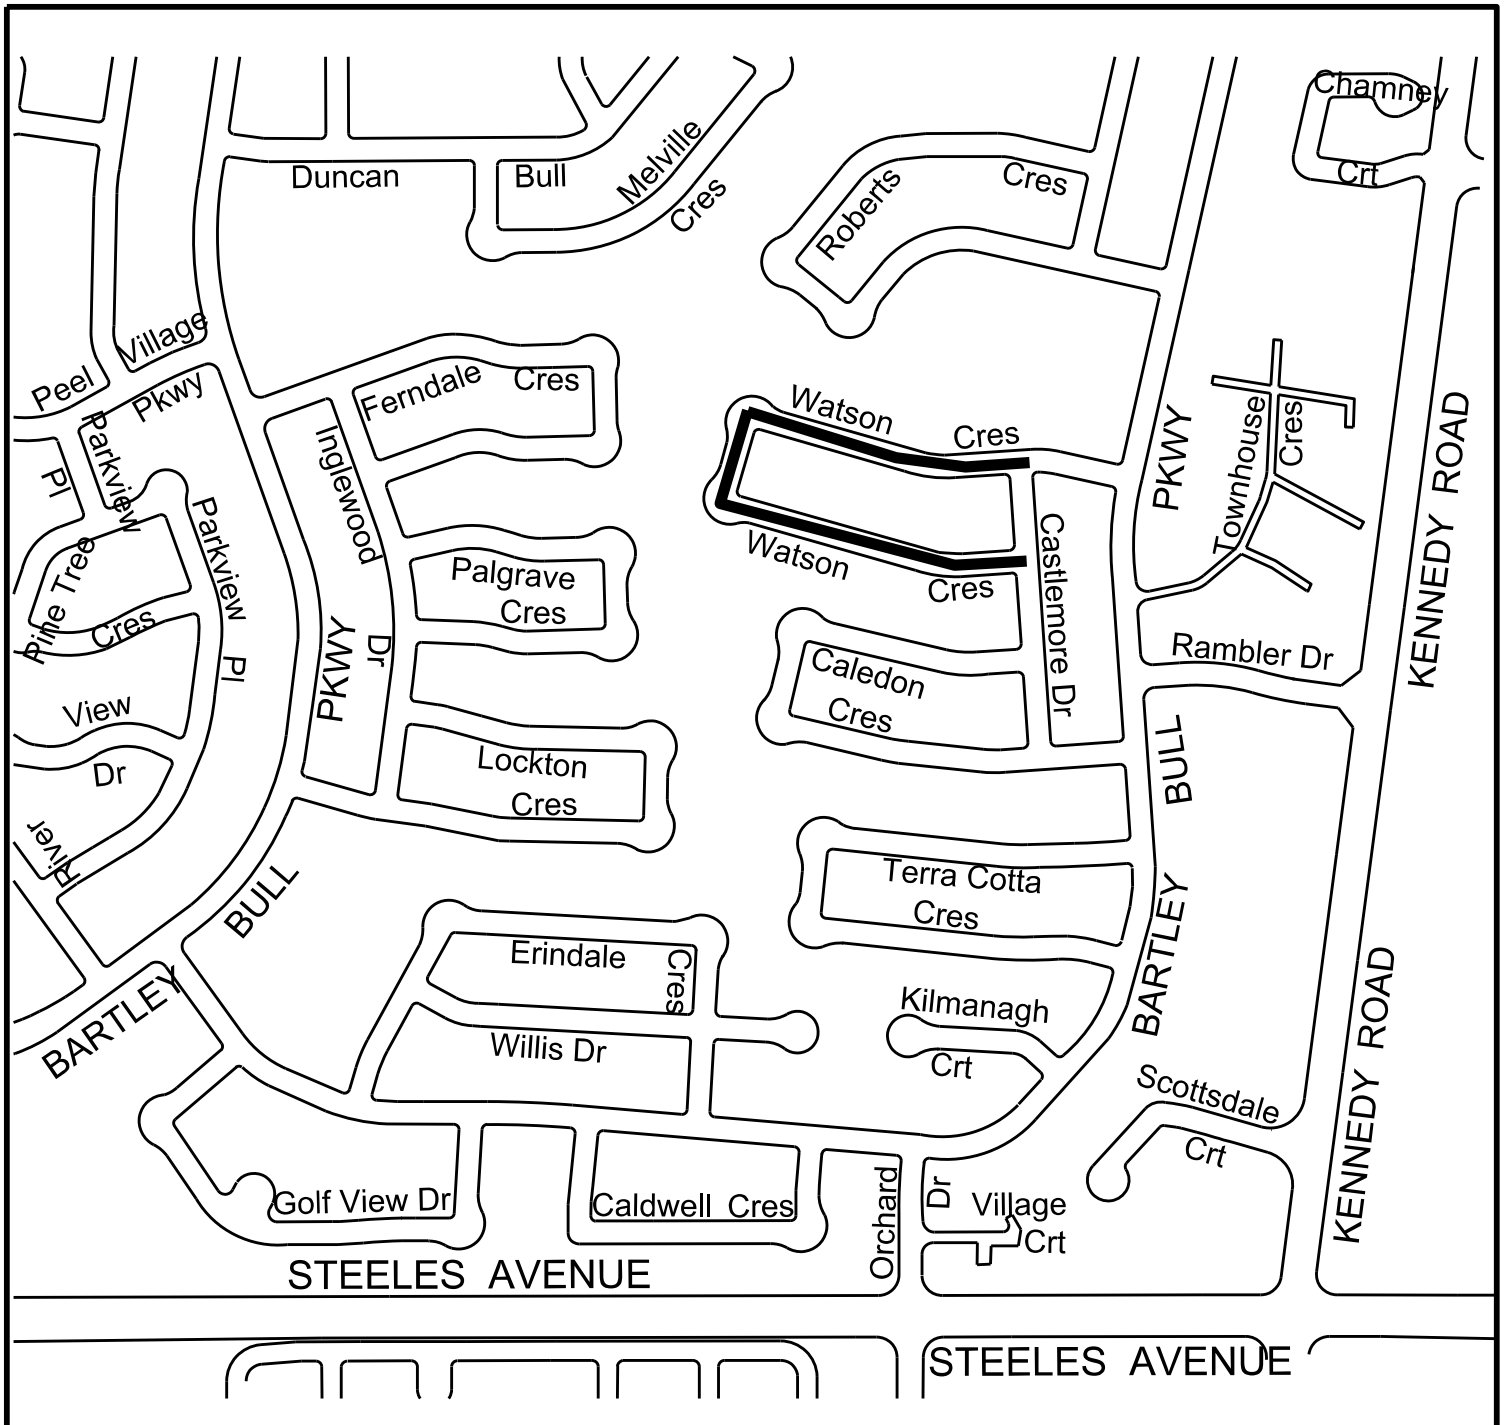 Chamney
Crt
Duncan
Bull
Melville
Cres
Roberts
Cres
Peel
Village
Pkwy
Parkview
Pl
Ferndale
Cres
Inglewood
Dr
Watson
Cres
Watson
Cres
Castlemore Dr
PKWY
Townhouse
Cres
KENNEDY ROAD
Parkview
Pl
Pine Tree
Cres
Palgrave
Cres
PKWY
Rambler Dr
Caledon
Cres
View
Dr
River
Lockton
Cres
BULL
BULL
Terra Cotta
Cres
BARTLEY
BARTLEY
Erindale
Cres
Willis Dr
Kilmanagh
Crt
KENNEDY ROAD
Scottsdale
Crt
Golf View Dr
Caldwell Cres
Orchard
Dr
Village
Crt
STEELES AVENUE
STEELES AVENUE